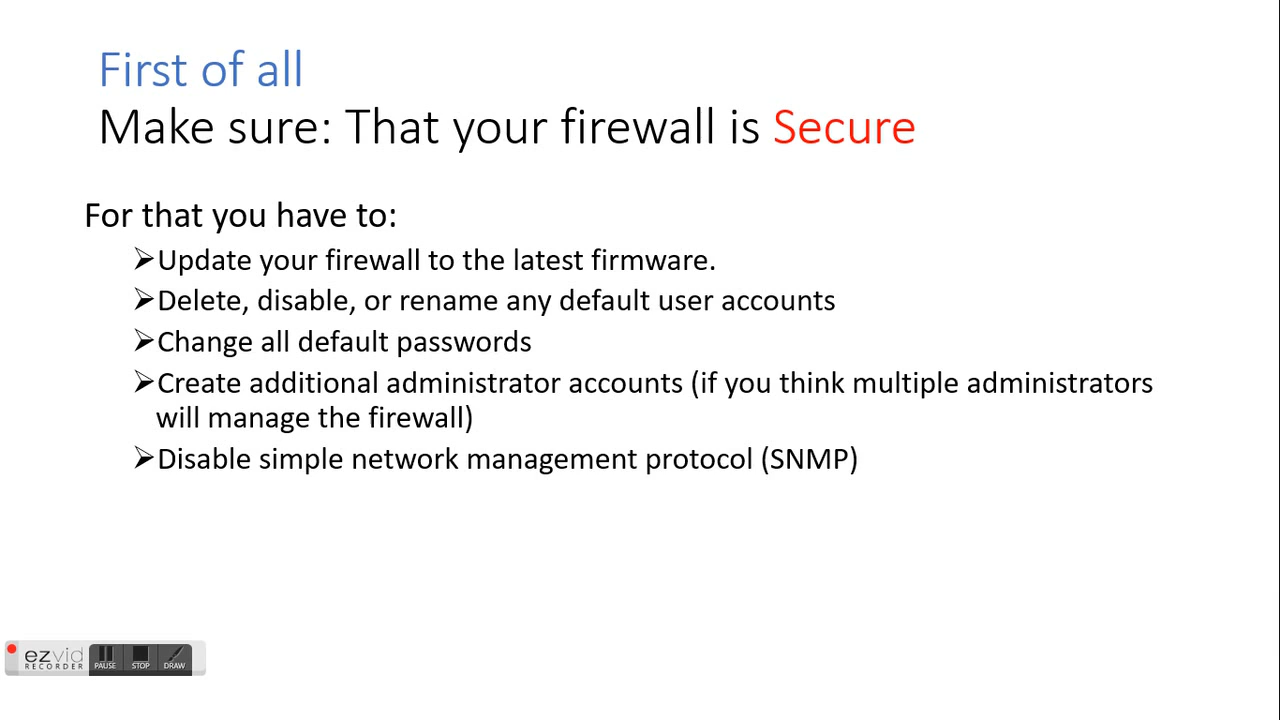 First of all
Make sure: That your firewall is Secure
For that you have to:
➢Update your firewall to the latest firmware.
➢Delete, disable, or rename any default user accounts
➢Change all default passwords
➢Create additional administrator accounts (if you think multiple administrators
will manage the firewall)
➢Disable simple network management protocol (SNMP)
ezvid
RECORDER
PAUSE STOP DRAW